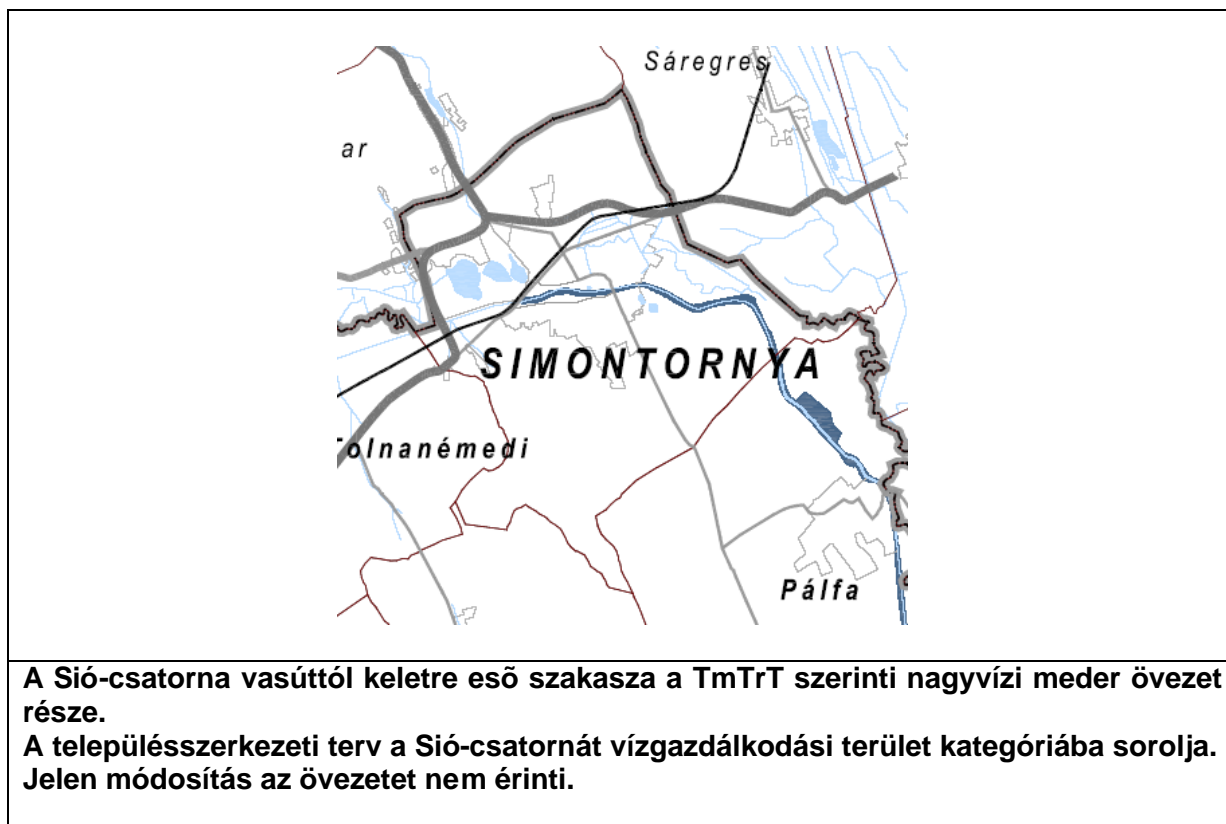 Sáregres
ar
SIMONTORNYA
olnanémedi
Pálfa
A Sió-csatorna vasúttól keletre esõ szakasza a TmTrT szerinti nagyvízi meder övezet
része.
A településszerkezeti terv a Sió-csatornát vízgazdálkodási terület kategóriába sorolja.
Jelen módosítás az övezetet nem érinti.